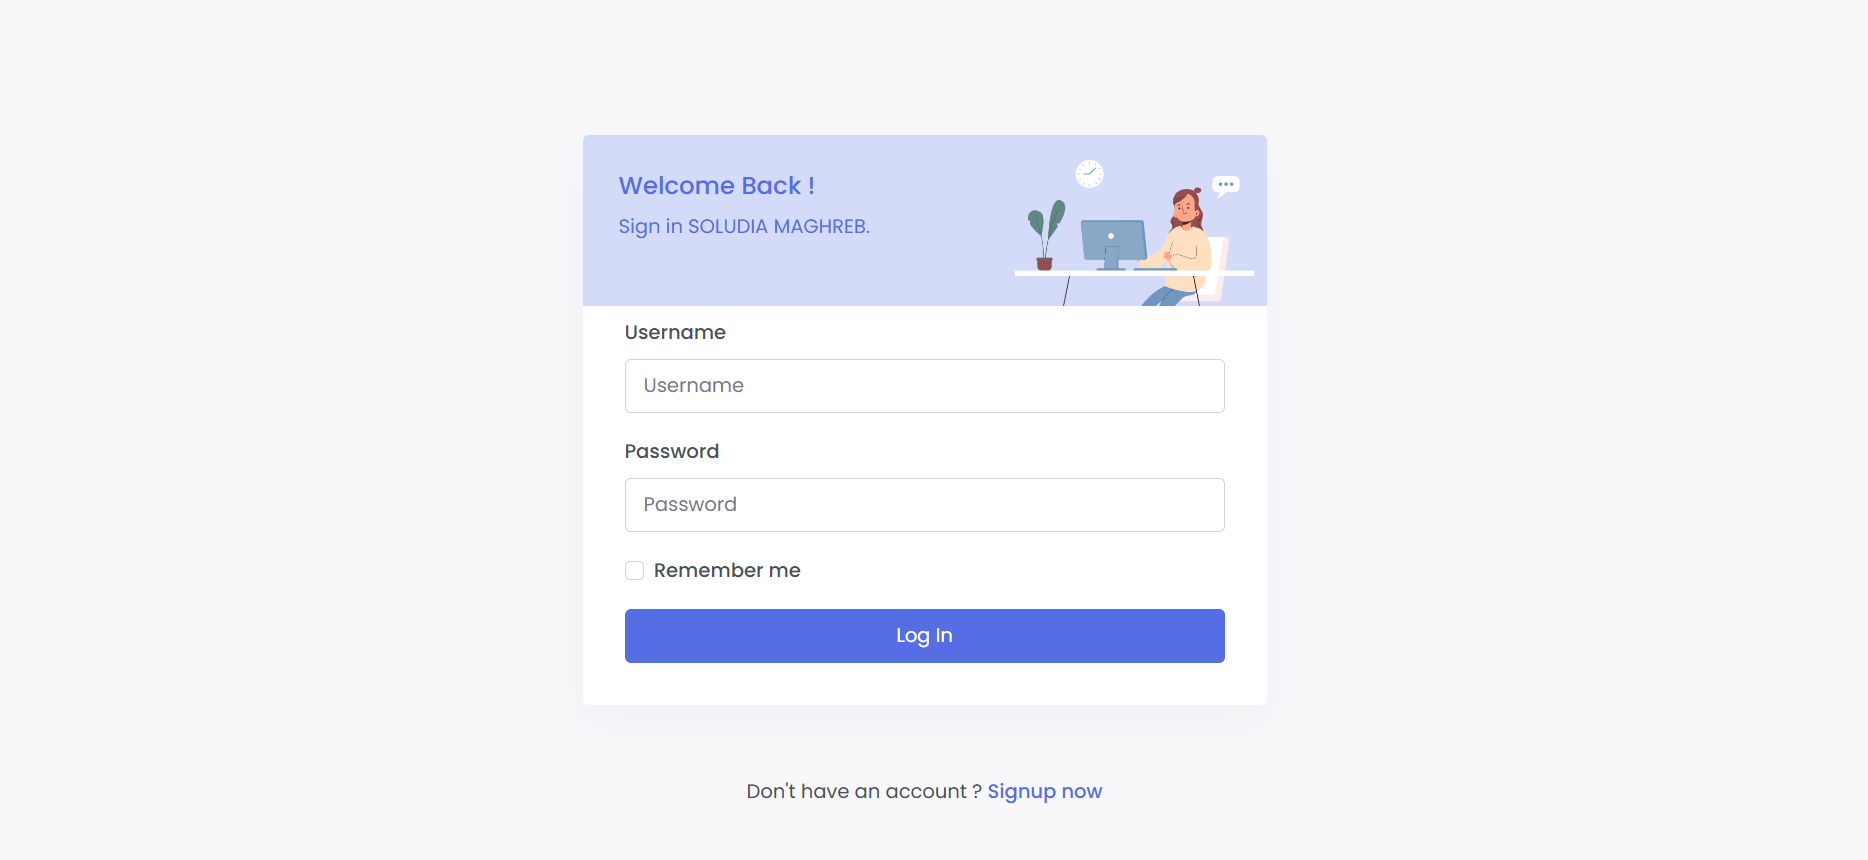 Welcome Back !
Sign in SOLUDIA MAGHREB.
Username
Username
Password
Password
Remember me
Log In
Don't have an account ? Signup now